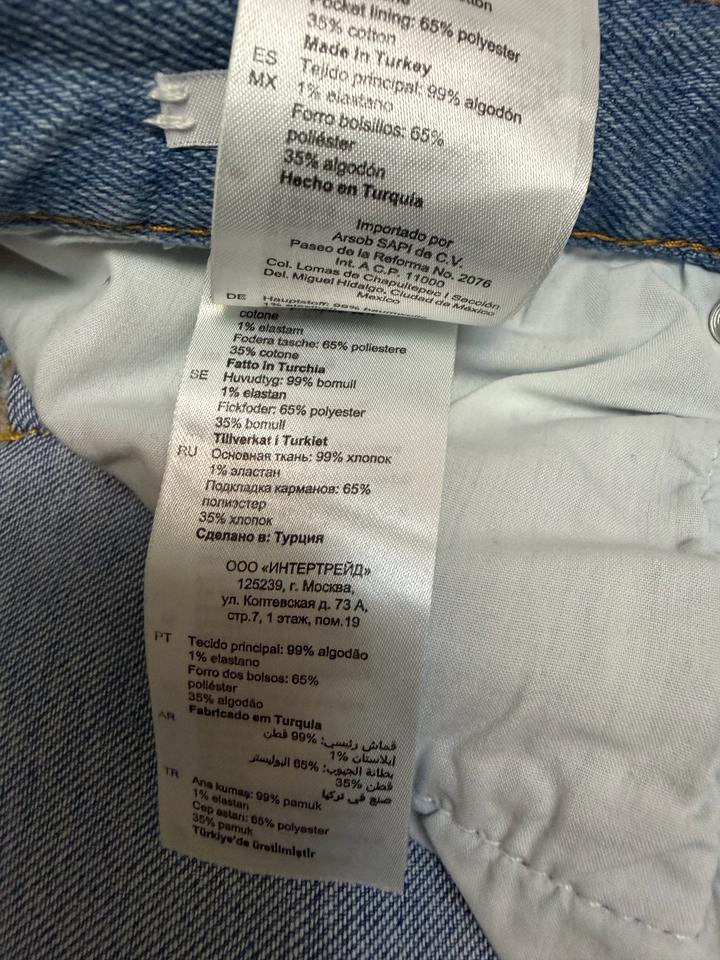 Pocket lining: 65% polyester
35% cotton
Made in Turkey
ES
MX
Tejido principal: 99% algodón
1% elastano
Forro bolsillos: 65%
poliéster
35% algodón
Hecho en Turquía
Importado por
Arsob SAPI de C.V.
Paseo de la Reforma No. 2076
Int. A C.P. 11000
Col. Lomas de Chapultepec I Sección
Del. Miguel Hidalgo, Ciudad de México
Mexico
DE Hauptstoff: 99% baumwolle
cotone
1% elastam
Fodera tasche: 65% poliestere
35% cotone
Fatto in Turchia
SE Huvudtyg: 99% bomull
1% elastan
Fickfoder: 65% polyester
35% bomull
Tillverkat i Turkiet
RU Основная ткань: 99% хлопок
1% эластан
Подкладка карманов: 65%
полиэстер
35% хлопок
Сделано в: Турция
ООО «ИНТЕРТРЕЙД»
125239, г. Москва,
ул. Коптевская д. 73 А,
стр.7, 1 этаж, пом.19
PT Tecido principal: 99% algodão
1% elastano
Forro dos bolsos: 65%
poliéster
35% algodão
Fabricado em Turquia
AR قماش رئيسي: 99% قطن
إيلاستان 1%
بطانة الجيوب: 65% البوليستر
قطن 35%
صنع في تركيا
TR Ana kumaş: 99% pamuk
1% elastan
Cep astarı: 65% polyester
35% pamuk
Türkiye'de üretilmiştir